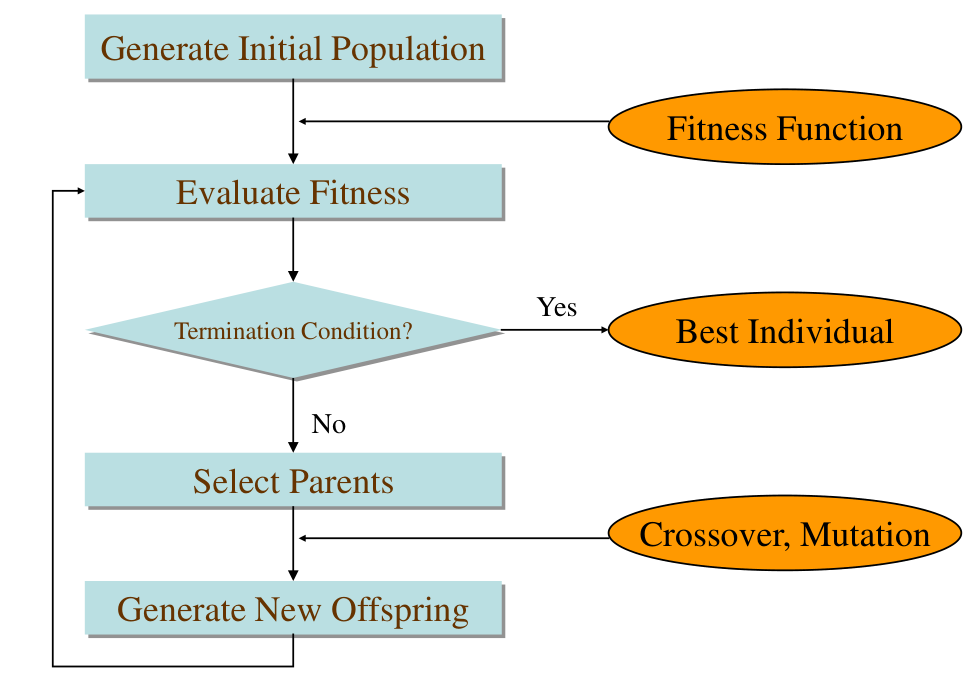 Generate Initial Population
Fitness Function
Evaluate Fitness
Yes
Termination Condition?
Best Individual
No
Select Parents
Crossover, Mutation
Generate New Offspring